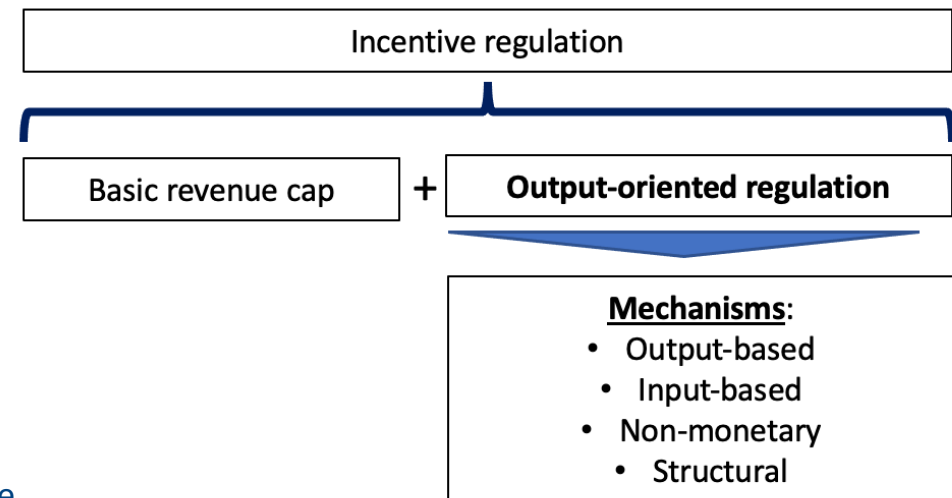 Incentive regulation
Basic revenue cap + Output-oriented regulation
Mechanisms:
• Output-based
• Input-based
• Non-monetary
• Structural
e